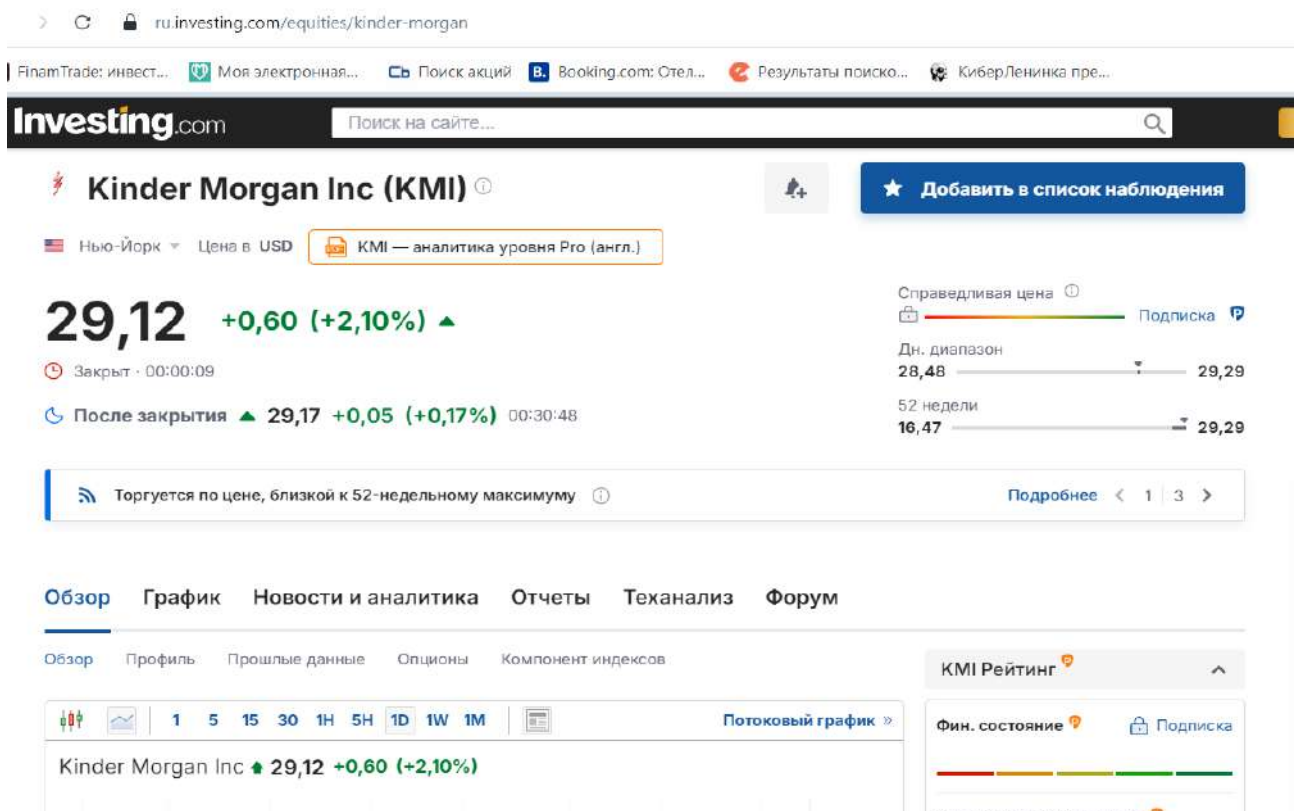 ru.investing.com/equities/kinder-morgan
FinamTrade: инвест... Моя электронная... Сь Поиск акций B. Booking.com: Отел... Результаты поиско... КиберЛенинка пре...
Investing.com Поиск на сайте...
Kinder Morgan Inc (KMI)
Добавить в список наблюдения
Нью-Йорк Цена в USD KMI — аналитика уровня Pro (англ.)
29,12 +0,60 (+2,10%)
Справедливая цена
Подписка
Закрыт · 00:00:09
Дн. диапазон
28,48 29,29
После закрытия 29,17 +0,05 (+0,17%) 00:30:48
52 недели
16,47 29,29
Торгуется по цене, близкой к 52-недельному максимуму Подробнее 1 3
Обзор График Новости и аналитика Отчеты Теханализ Форум
Обзор Профиль Прошлые данные Опционы Компонент индексов
KMI Рейтинг
1 5 15 30 1H 5H 1D 1W 1M Потоковый график »
Фин. состояние Подписка
Kinder Morgan Inc 29,12 +0,60 (+2,10%)